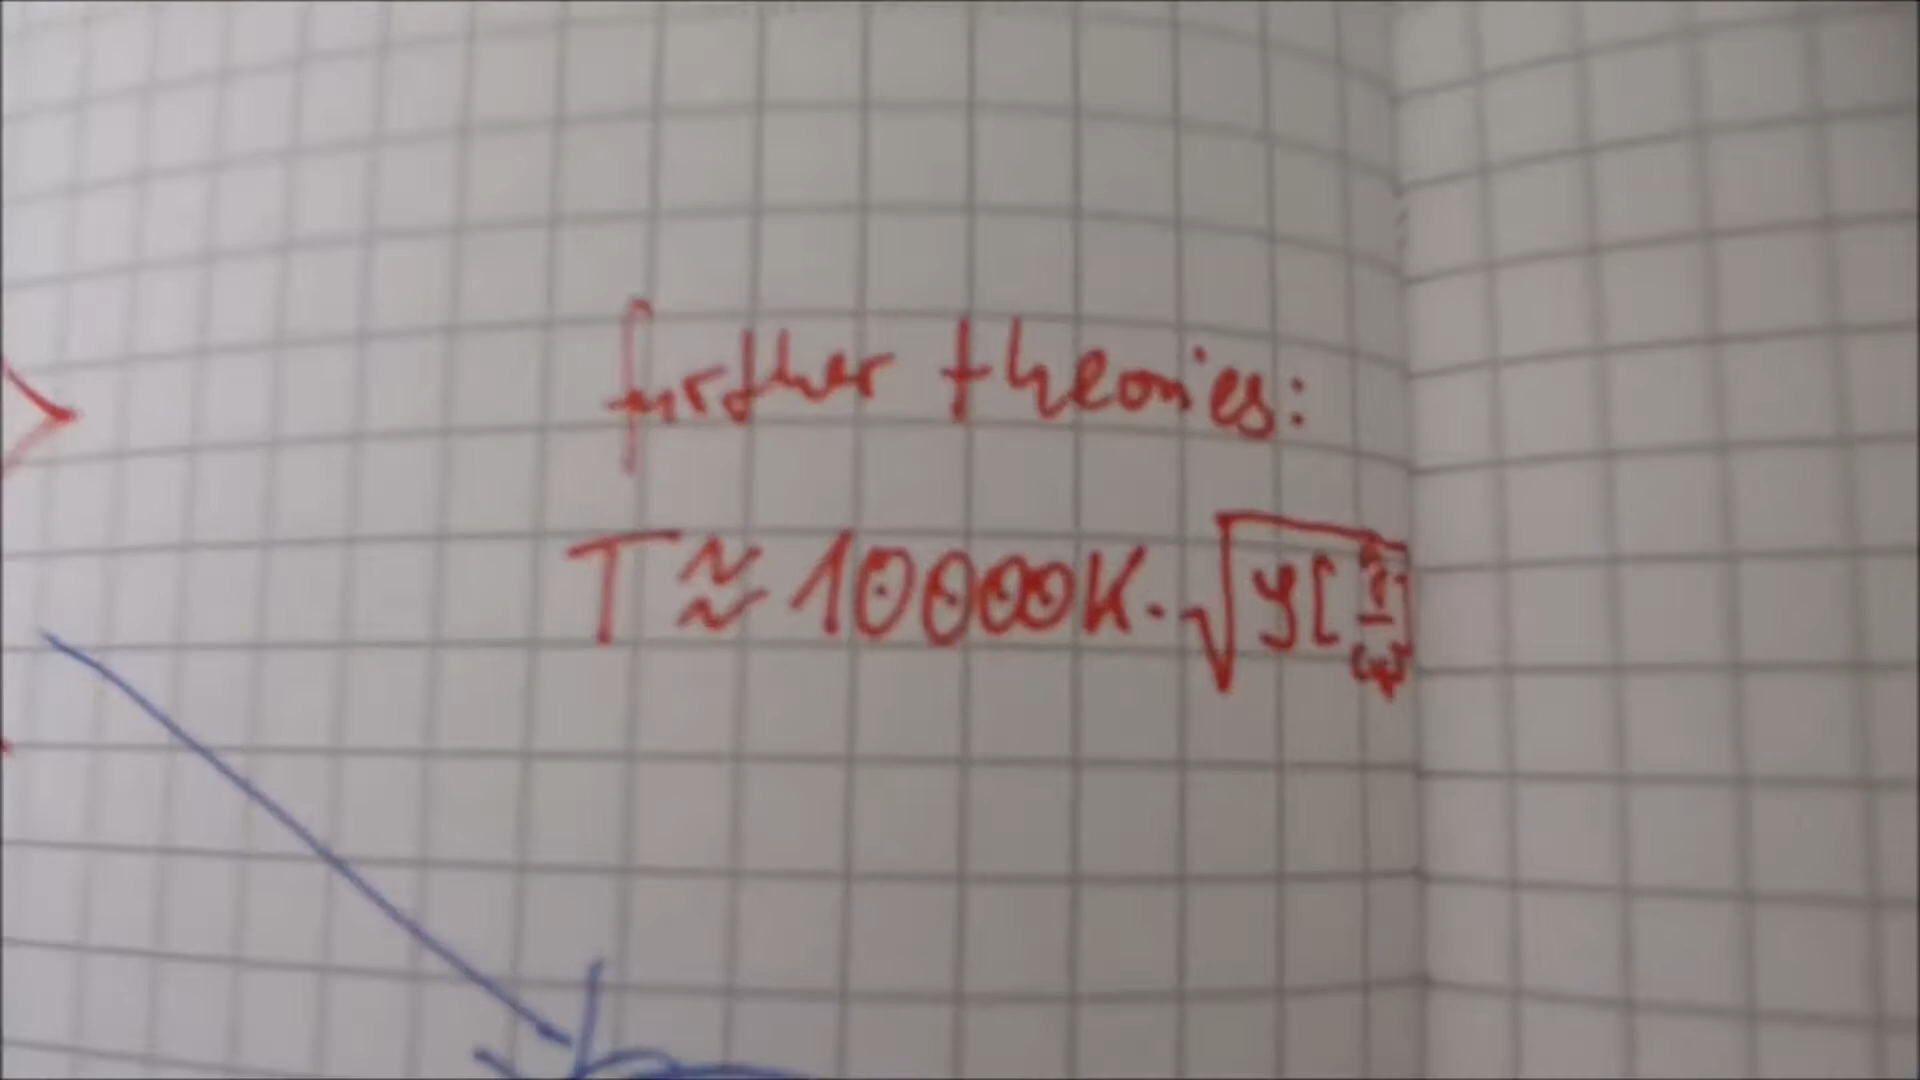 further theories:
T ≈ 10000K · √y[